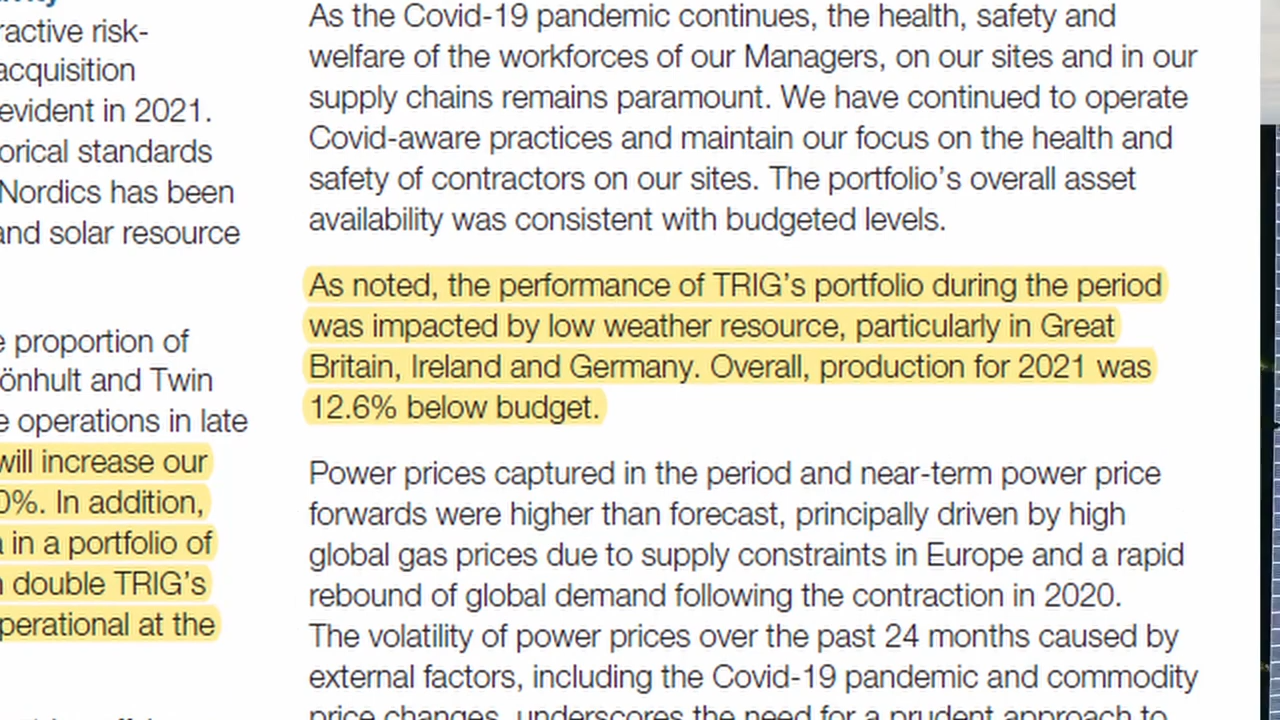 ractive risk-
acquisition
evident in 2021.
orical standards
Nordics has been
and solar resource
e proportion of
önhult and Twin
e operations in late
will increase our
0%. In addition,
in a portfolio of
double TRIG’s
perational at the
As the Covid-19 pandemic continues, the health, safety and
welfare of the workforces of our Managers, on our sites and in our
supply chains remains paramount. We have continued to operate
Covid-aware practices and maintain our focus on the health and
safety of contractors on our sites. The portfolio’s overall asset
availability was consistent with budgeted levels.
As noted, the performance of TRIG’s portfolio during the period
was impacted by low weather resource, particularly in Great
Britain, Ireland and Germany. Overall, production for 2021 was
12.6% below budget.
Power prices captured in the period and near-term power price
forwards were higher than forecast, principally driven by high
global gas prices due to supply constraints in Europe and a rapid
rebound of global demand following the contraction in 2020.
The volatility of power prices over the past 24 months caused by
external factors, including the Covid-19 pandemic and commodity
price changes, underscores the need for a prudent approach to